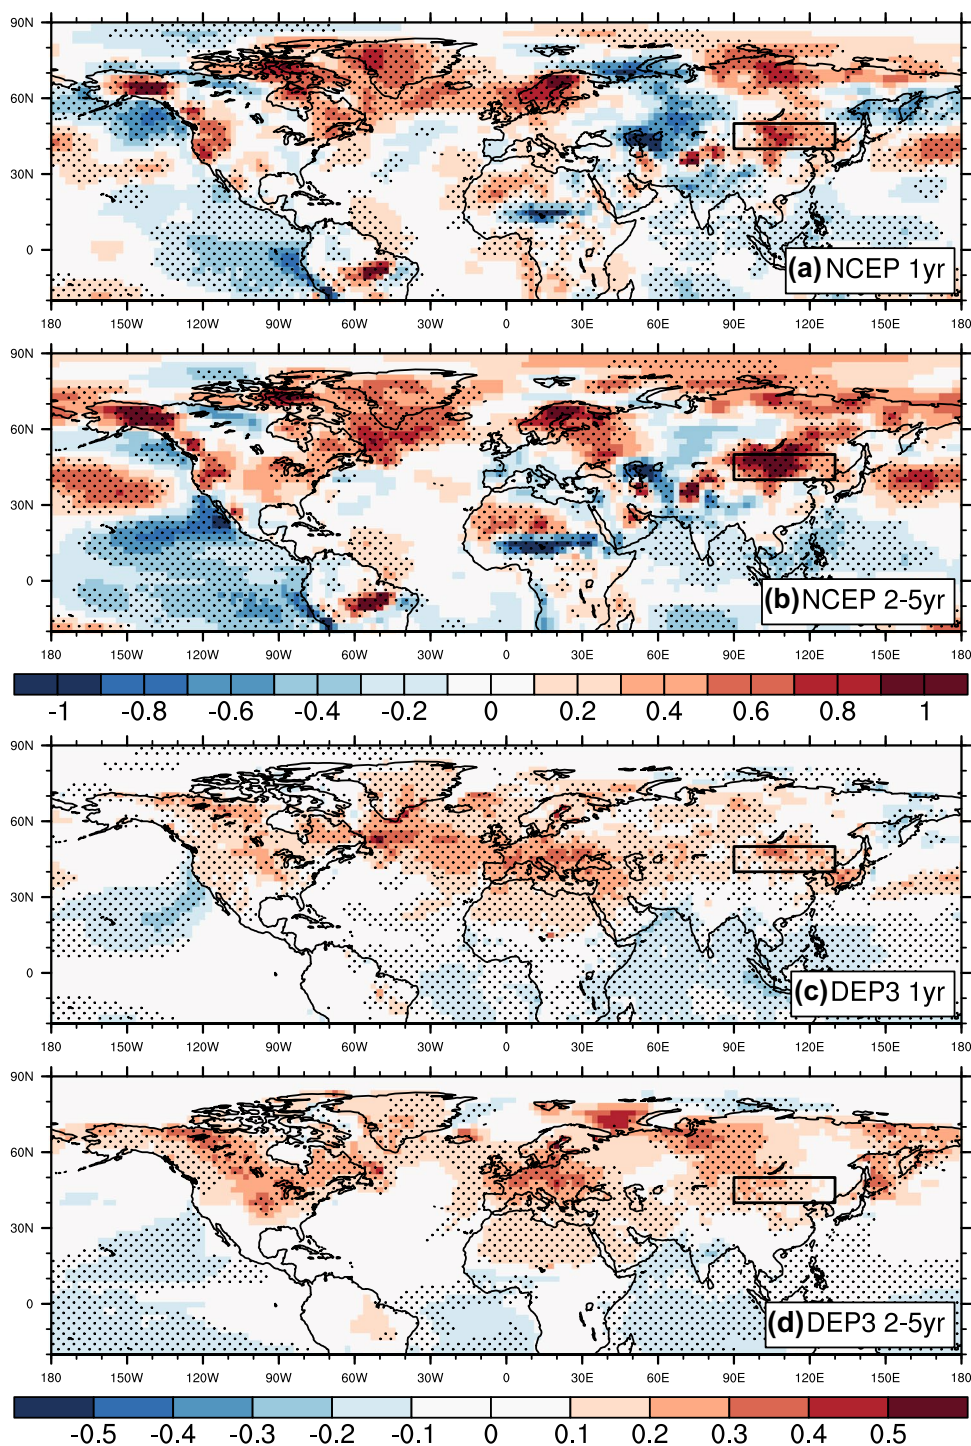 90N
60N
30N
0
(a) NCEP 1yr
180 150W 120W 90W 60W 30W 0 30E 60E 90E 120E 150E 180
90N
60N
30N
0
(b) NCEP 2-5yr
180 150W 120W 90W 60W 30W 0 30E 60E 90E 120E 150E 180
-1 -0.8 -0.6 -0.4 -0.2 0 0.2 0.4 0.6 0.8 1
90N
60N
30N
0
(c) DEP3 1yr
180 150W 120W 90W 60W 30W 0 30E 60E 90E 120E 150E 180
90N
60N
30N
0
(d) DEP3 2-5yr
180 150W 120W 90W 60W 30W 0 30E 60E 90E 120E 150E 180
-0.5 -0.4 -0.3 -0.2 -0.1 0 0.1 0.2 0.3 0.4 0.5